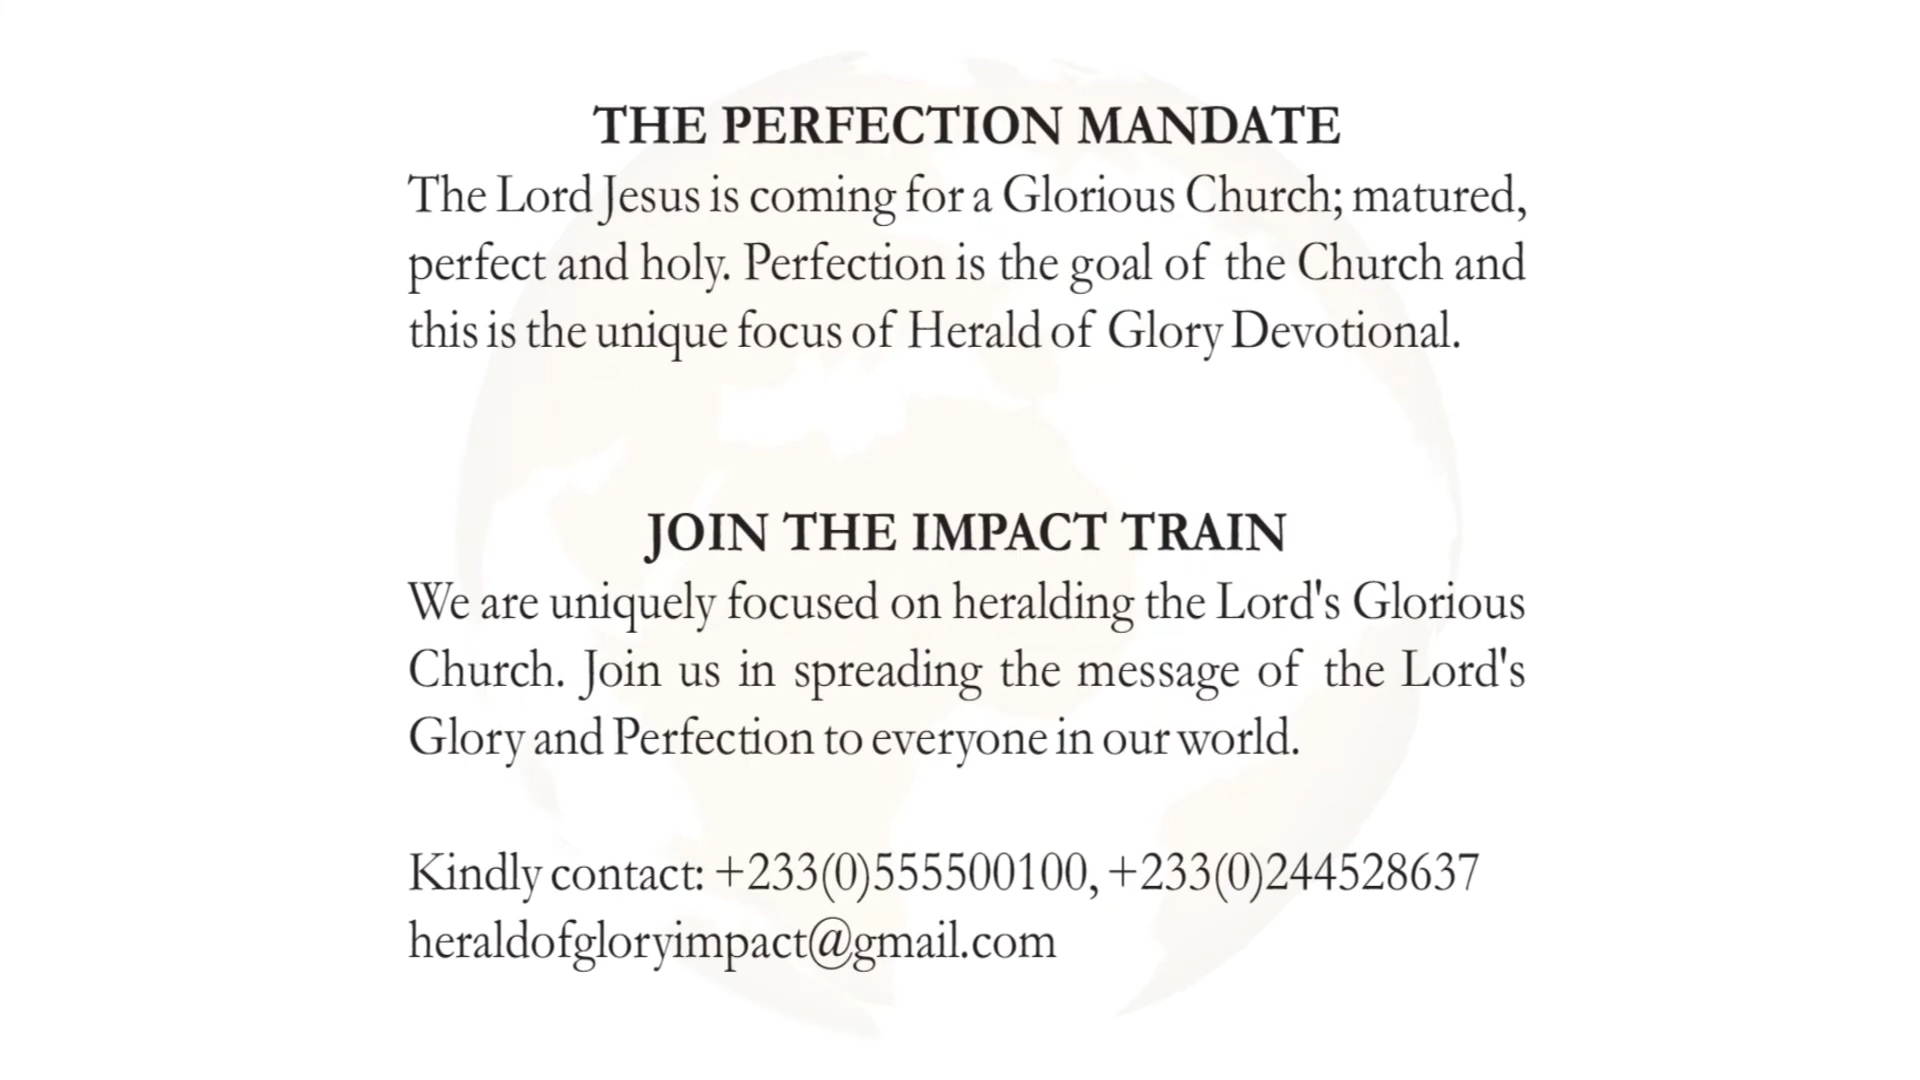 THE PERFECTION MANDATE
The Lord Jesus is coming for a Glorious Church; matured,
perfect and holy. Perfection is the goal of the Church and
this is the unique focus of Herald of Glory Devotional.
JOIN THE IMPACT TRAIN
We are uniquely focused on heralding the Lord's Glorious
Church. Join us in spreading the message of the Lord's
Glory and Perfection to everyone in our world.
Kindly contact: +233(0)555500100, +233(0)244528637
heraldofgloryimpact@gmail.com